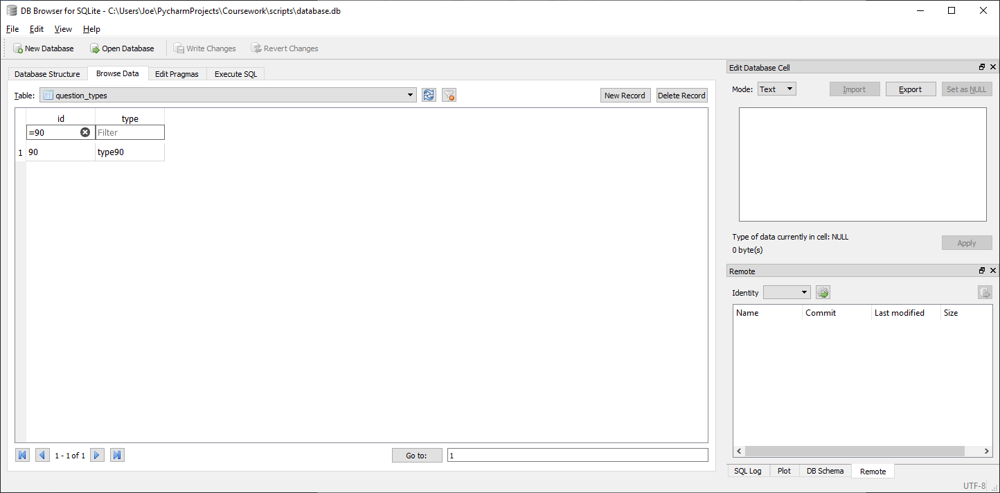 DB Browser for SQLite - C:\Users\Joe\PycharmProjects\Coursework\scripts\database.db
File Edit View Help
New Database Open Database Write Changes Revert Changes
Database Structure Browse Data Edit Pragmas Execute SQL
Table: question_types New Record Delete Record
id type
=90 Filter
1 90 type90
1 - 1 of 1 Go to: 1
Edit Database Cell
Mode: Text Import Export Set as NULL
Type of data currently in cell: NULL
0 byte(s)
Apply
Remote
Identity
Name Commit Last modified Size
SQL Log Plot DB Schema Remote
UTF-8